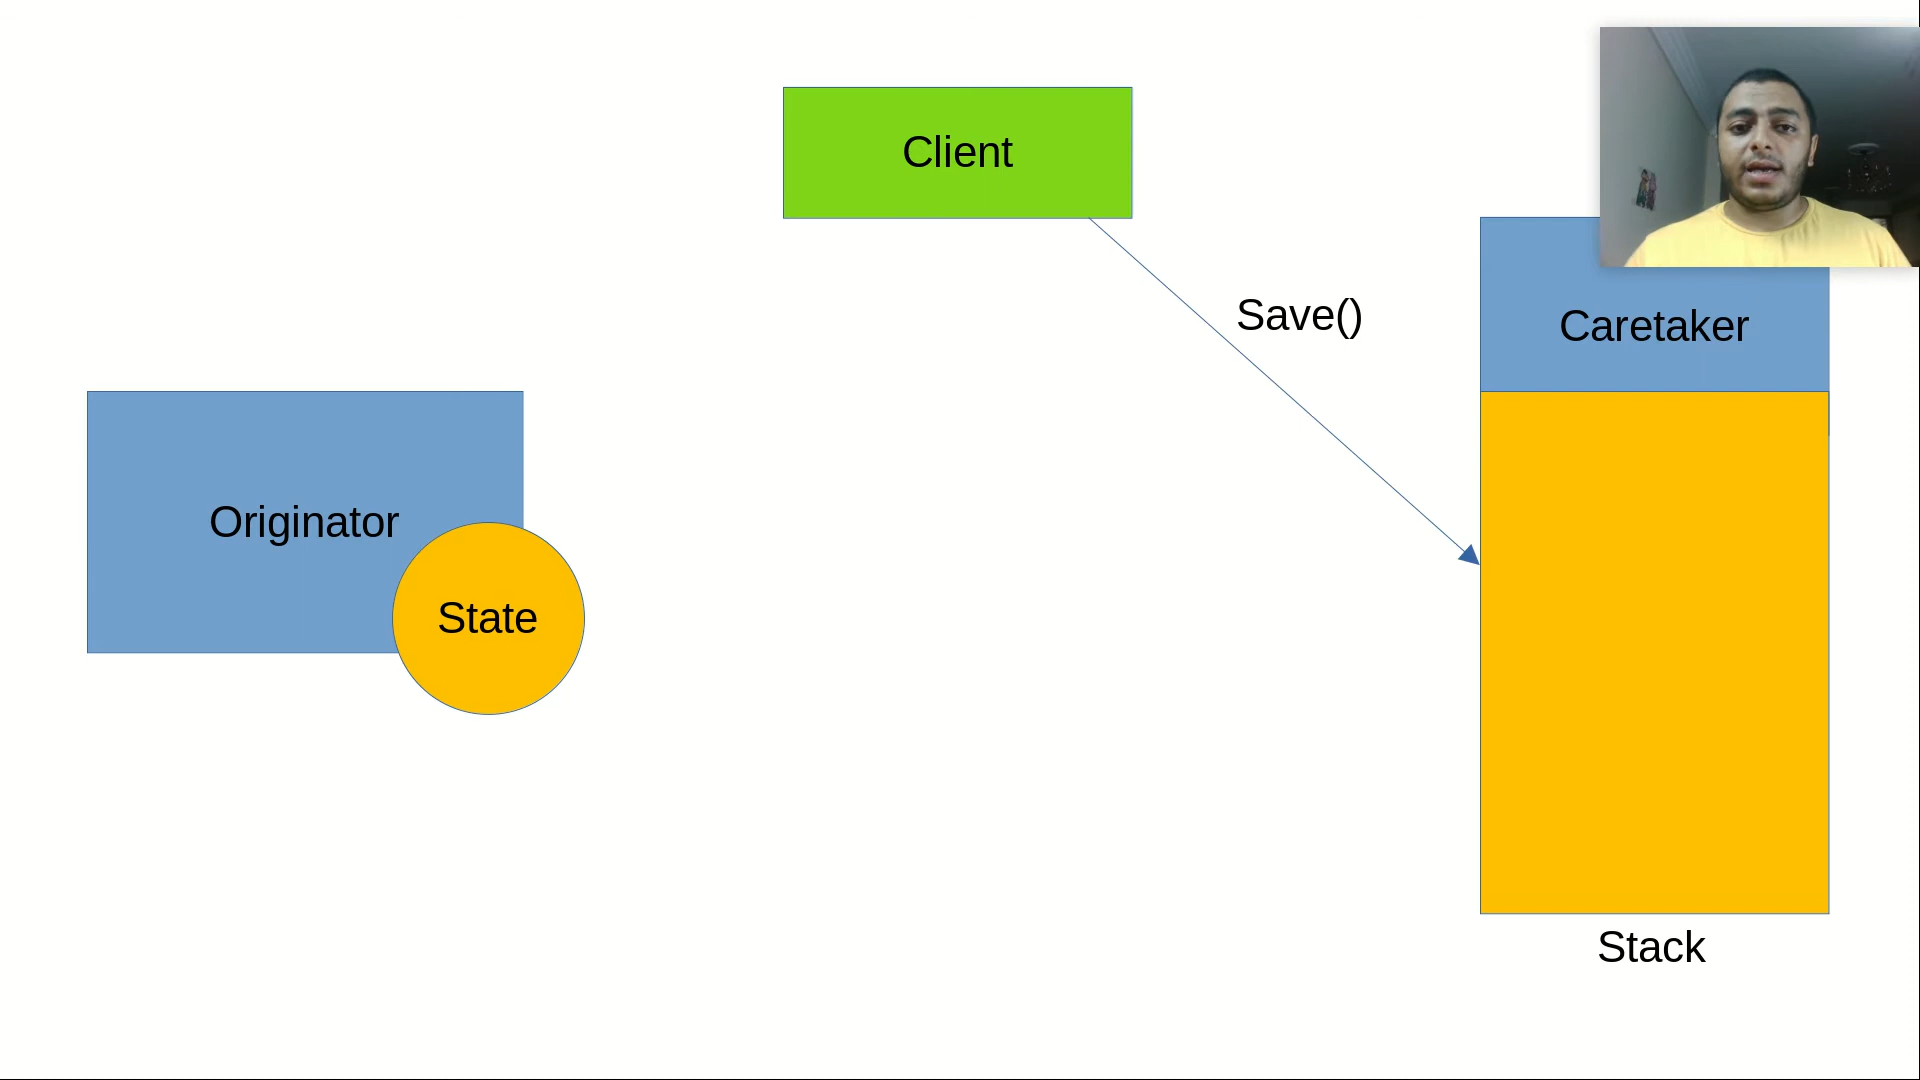 Client
Save()
Caretaker
Originator
State
Stack